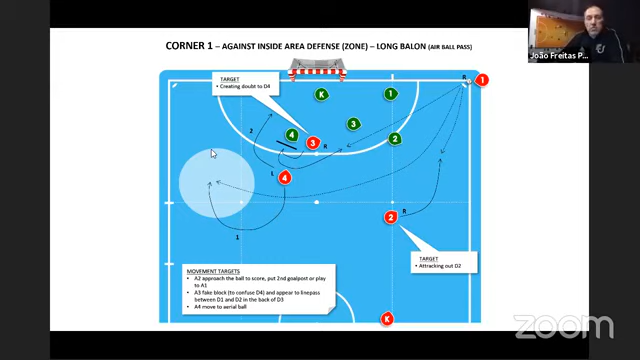 CORNER 1 – AGAINST INSIDE AREA DEFENSE (ZONE) – LONG BALON (AIR BALL PASS)
João Freitas P...
TARGET
• Creating doubt to D4
R
1
K
1
3
4
3
2
2
R
L
4
2
R
1
TARGET
• Attracking out D2
MOVEMENT TARGETS
• A2 approach the ball to score, put 2nd goalpost or play to A1
• A3 fake block (to confuse D4) and appear to linepass between D1 and D2 in the back of D3
• A4 move to aerial ball
K
zoom